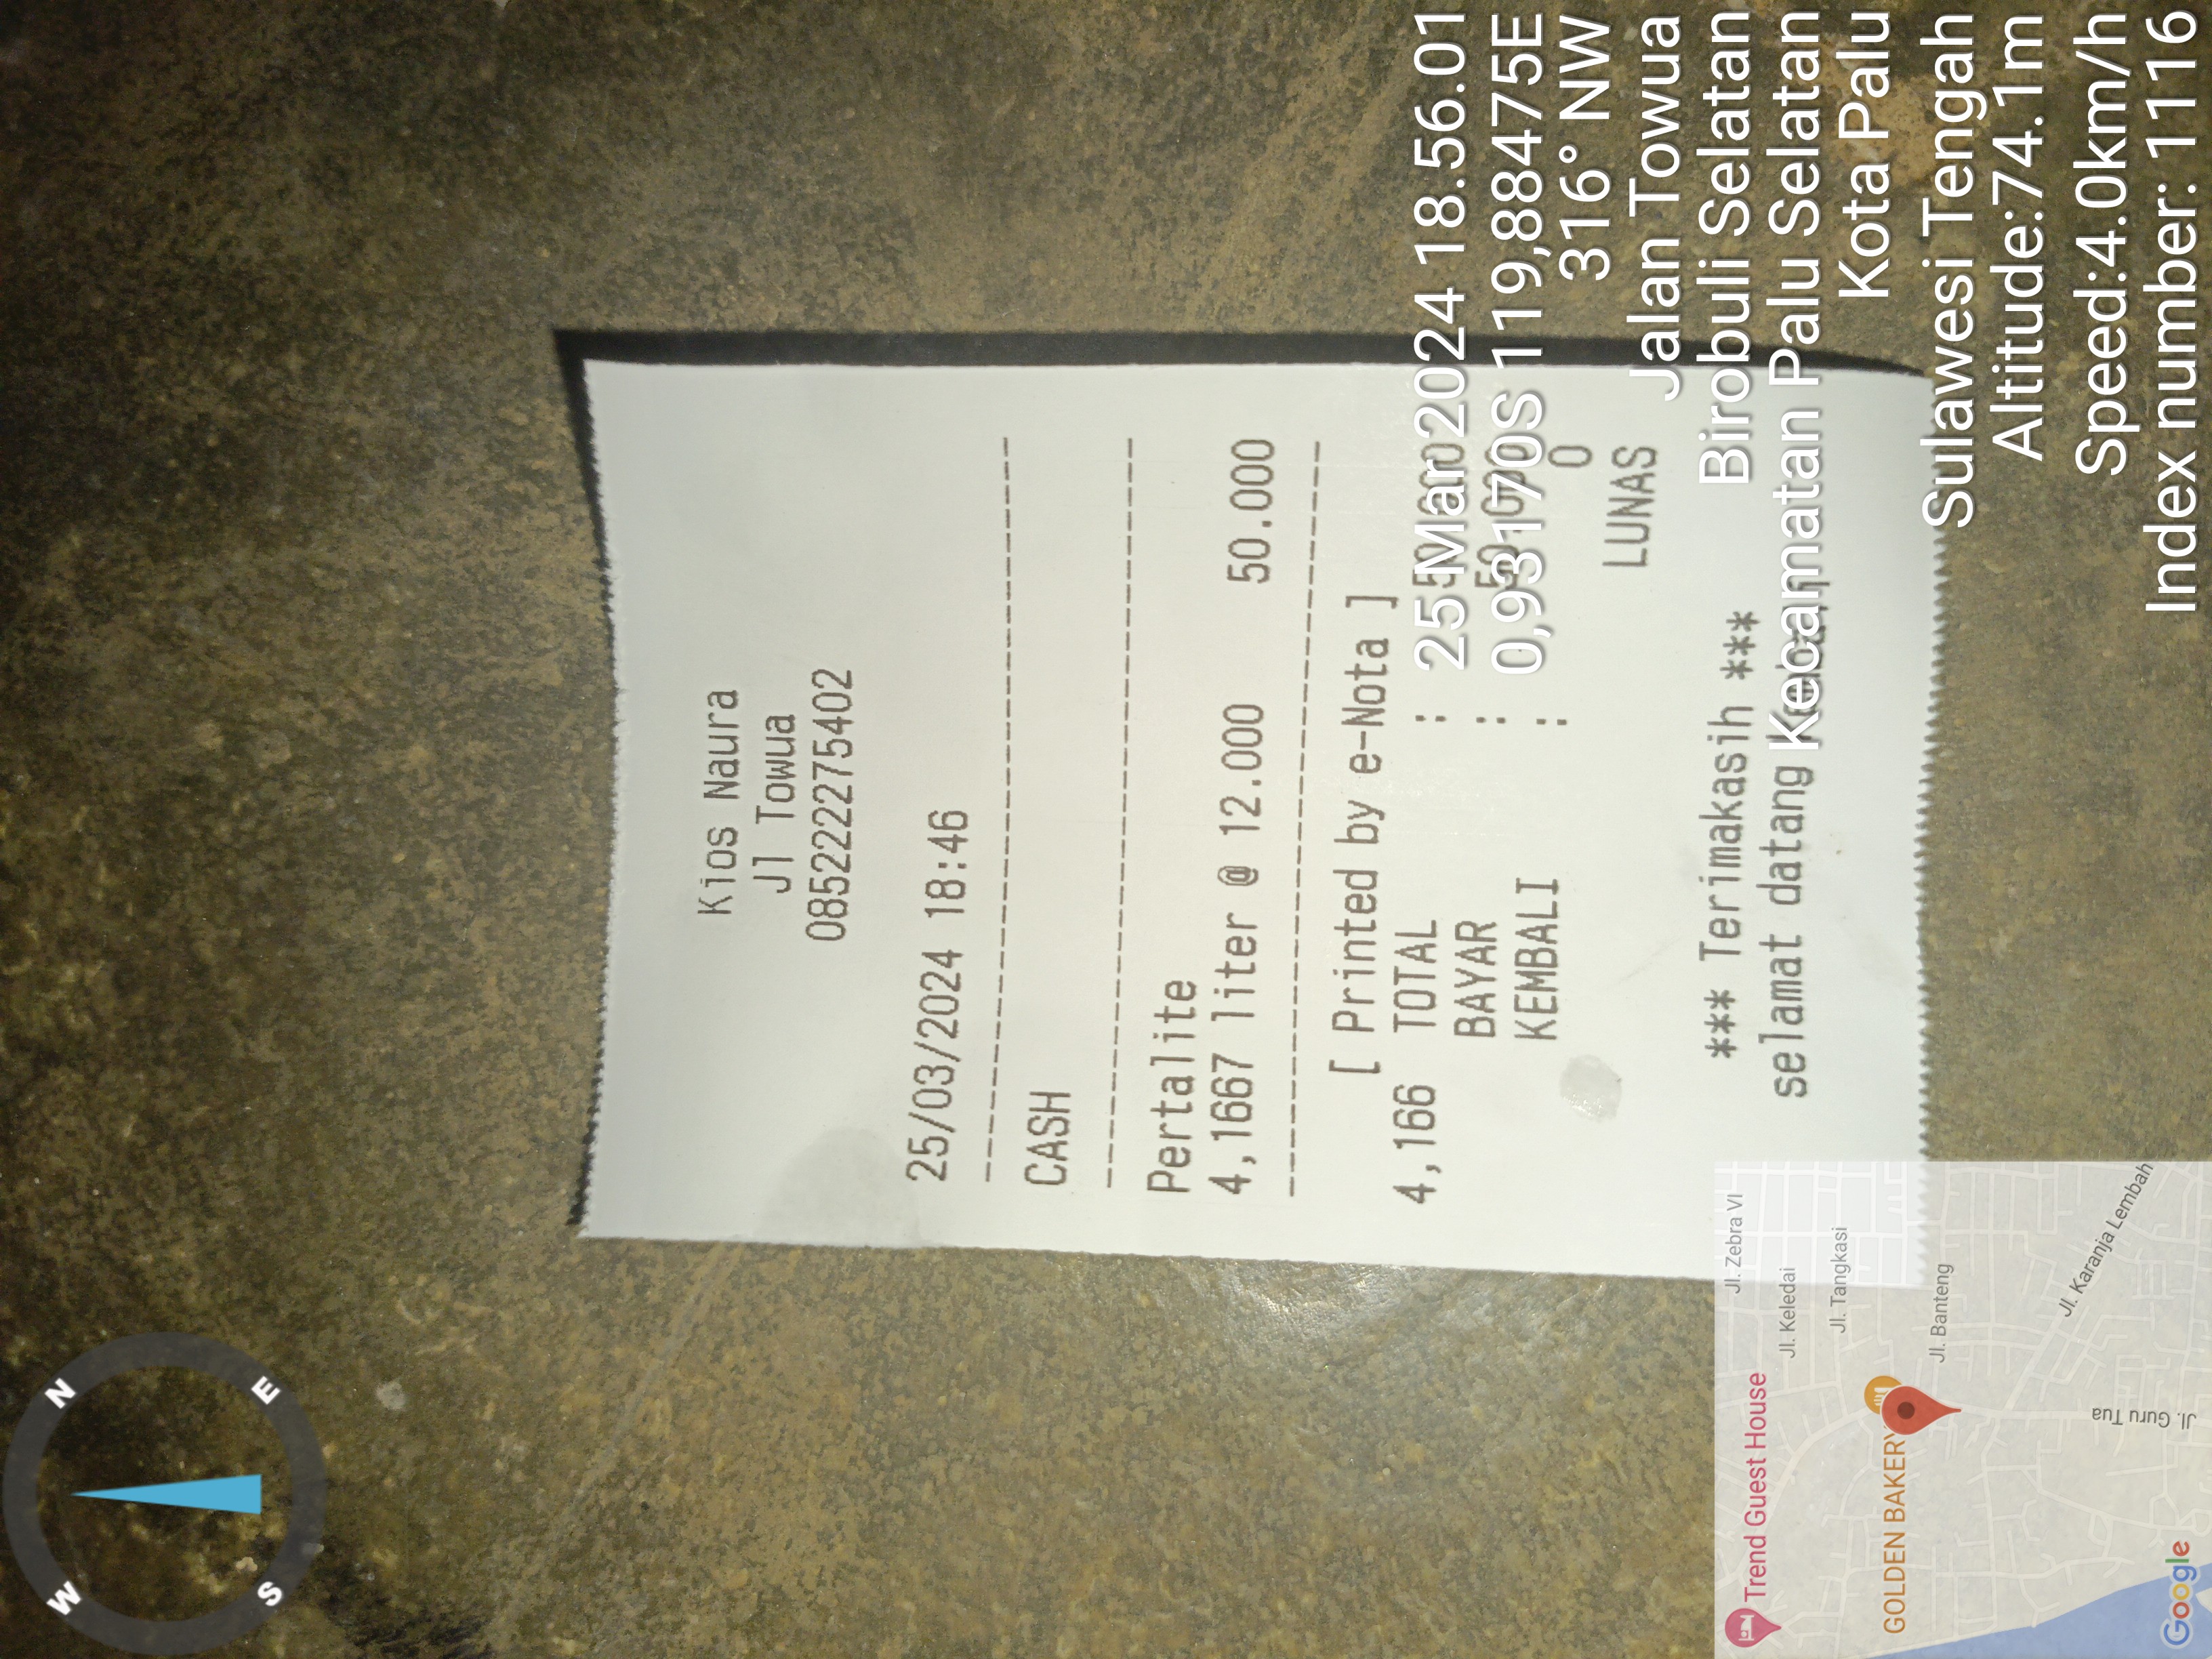 Kios Naura
Jl Towua
085222275402
25/03/2024 18:46
CASH
Pertalite
4,1667 liter @ 12.000 50.000
[ Printed by e-Nota ]
4,166 TOTAL : 50.000
BAYAR : 50.000
KEMBALI : 0
LUNAS
*** Terimakasih ***
selamat datang
25 Mar 2024 18.56.01
0,93170S 119,88475E
316° NW
Jalan Towua
Birobuli Selatan
Kecamatan Palu Selatan
Kota Palu
Sulawesi Tengah
Altitude:74.1m
Speed:4.0km/h
Index number: 1116
N
E
S
W
Jl. Zebra VI
Jl. Keledai
Jl. Tangkasi
Trend Guest House
GOLDEN BAKERY
Jl. Banteng
Jl. Karanja Lembah
Jl. Guru Tua
Google